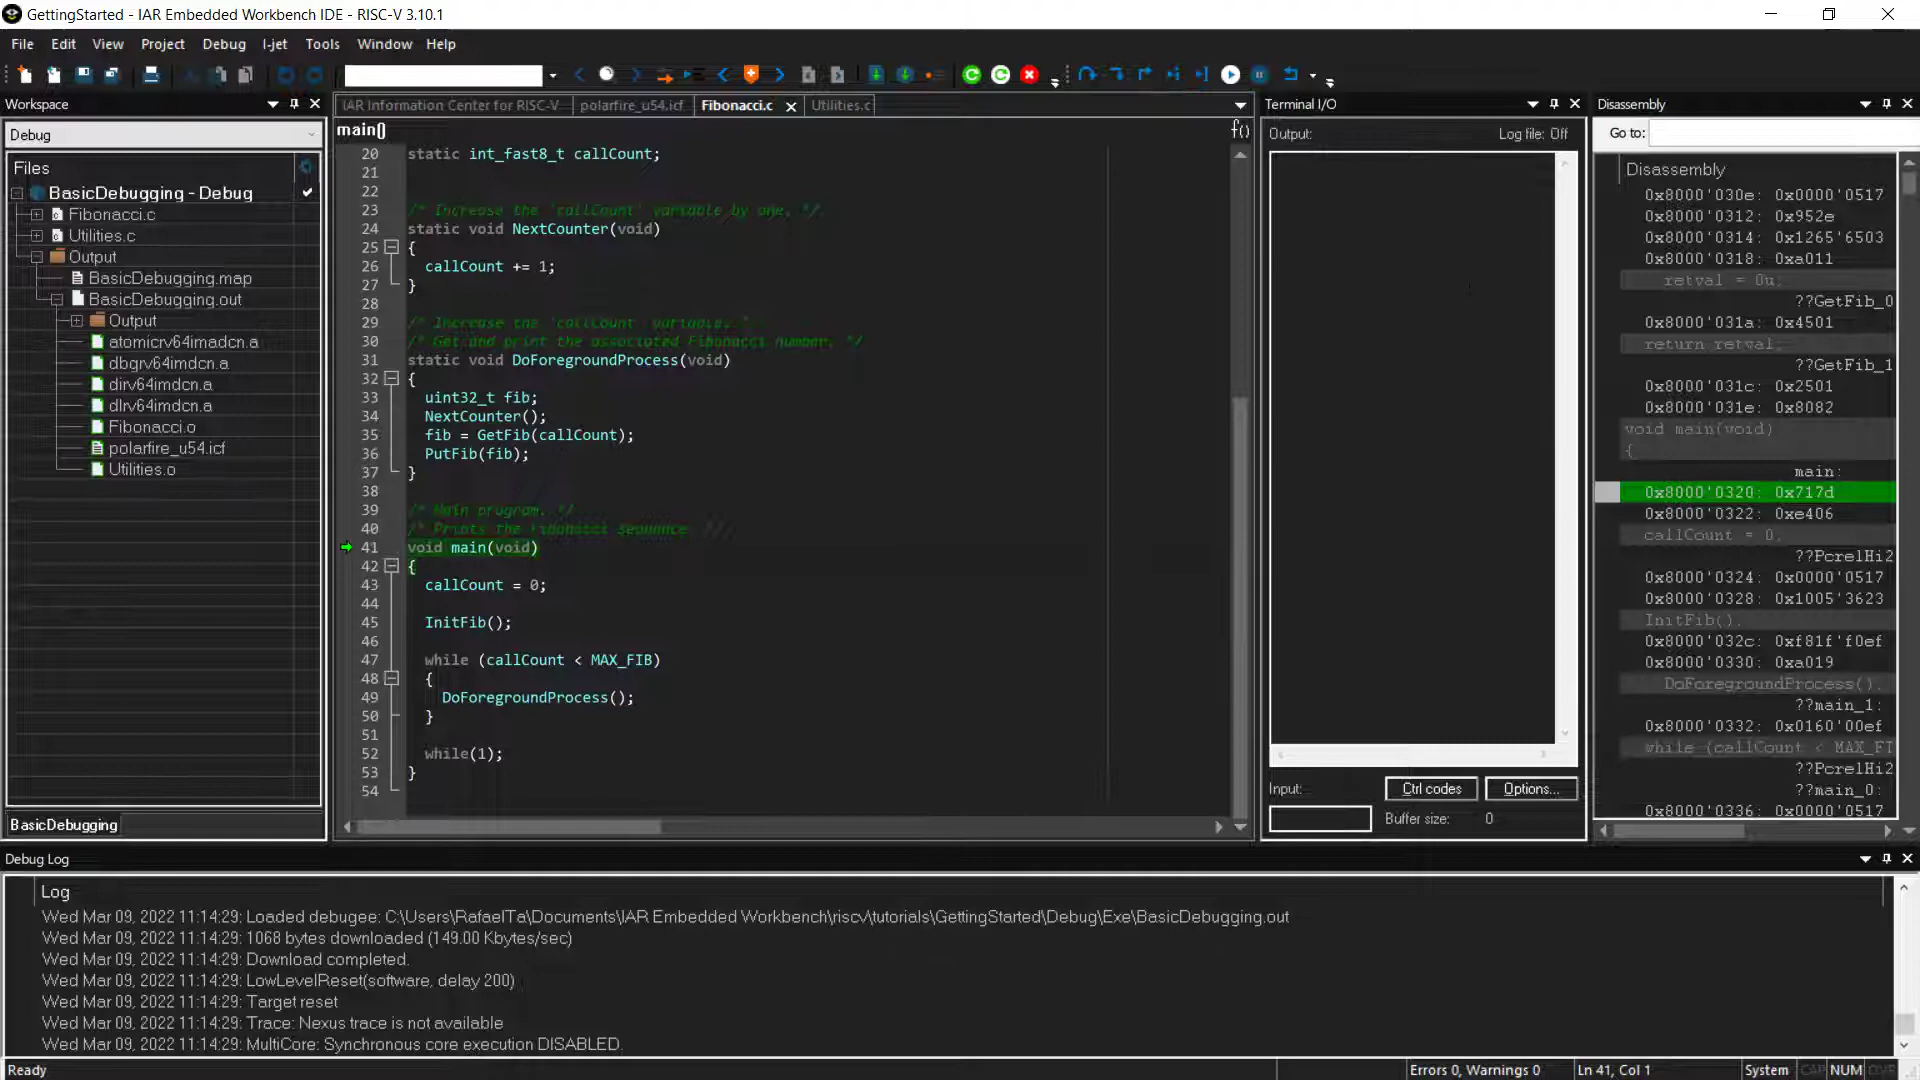 GettingStarted - IAR Embedded Workbench IDE - RISC-V 3.10.1
File Edit View Project Debug I-jet Tools Window Help
Workspace
Debug
Files
BasicDebugging - Debug
Fibonacci.c
Utilities.c
Output
BasicDebugging.map
BasicDebugging.out
Output
atomicrv64imadcn.a
dbgrv64imdcn.a
dirv64imdcn.a
dlrv64imdcn.a
Fibonacci.o
polarfire_u54.icf
Utilities.o
BasicDebugging
IAR Information Center for RISC-V polarfire_u54.icf Fibonacci.c Utilities.c
main()
f()
20 static int_fast8_t callCount;
21
22
23 /* Increase the 'callCount' variable by one. */
24 static void NextCounter(void)
25 {
26 callCount += 1;
27 }
28
29 /* Increase the 'callCount' variable. *
30 /* Get and print the associated Fibonacci number. */
31 static void DoForegroundProcess(void)
32 {
33 uint32_t fib;
34 NextCounter();
35 fib = GetFib(callCount);
36 PutFib(fib);
37 }
38
39 /* Main program. */
40 /* Prints the Fibonacci sequence.
41 void main(void)
42 {
43 callCount = 0;
44
45 InitFib();
46
47 while (callCount < MAX_FIB)
48 {
49 DoForegroundProcess();
50 }
51
52 while(1);
53 }
54
Terminal I/O
Output: Log file: Off
Input: Ctrl codes Options...
Buffer size: 0
Disassembly
Go to:
Disassembly
0x8000'030e: 0x0000'0517
0x8000'0312: 0x952e
0x8000'0314: 0x1265'6503
0x8000'0318: 0xa011
retval = 0u;
??GetFib_0
0x8000'031a: 0x4501
return retval;
??GetFib_1
0x8000'031c: 0x2501
0x8000'031e: 0x8082
void main(void)
{
main:
0x8000'0320: 0x717d
0x8000'0322: 0xe406
callCount = 0;
??PcrelHi2
0x8000'0324: 0x0000'0517
0x8000'0328: 0x1005'3623
InitFib();
0x8000'032c: 0xf81f'f0ef
0x8000'0330: 0xa019
DoForegroundProcess();
??main_1:
0x8000'0332: 0x0160'00ef
while (callCount < MAX_FI
??PcrelHi2
??main_0:
0x8000'0336: 0x0000'0517
Debug Log
Log
Wed Mar 09, 2022 11:14:29: Loaded debugee: C:\Users\RafaelTa\Documents\IAR Embedded Workbench\riscv\tutorials\GettingStarted\Debug\Exe\BasicDebugging.out
Wed Mar 09, 2022 11:14:29: 1068 bytes downloaded (149.00 Kbytes/sec)
Wed Mar 09, 2022 11:14:29: Download completed.
Wed Mar 09, 2022 11:14:29: LowLevelReset(software, delay 200)
Wed Mar 09, 2022 11:14:29: Target reset
Wed Mar 09, 2022 11:14:29: Trace: Nexus trace is not available
Wed Mar 09, 2022 11:14:29: MultiCore: Synchronous core execution DISABLED.
Ready Errors 0, Warnings 0 Ln 41, Col 1 System CAP NUM OVR